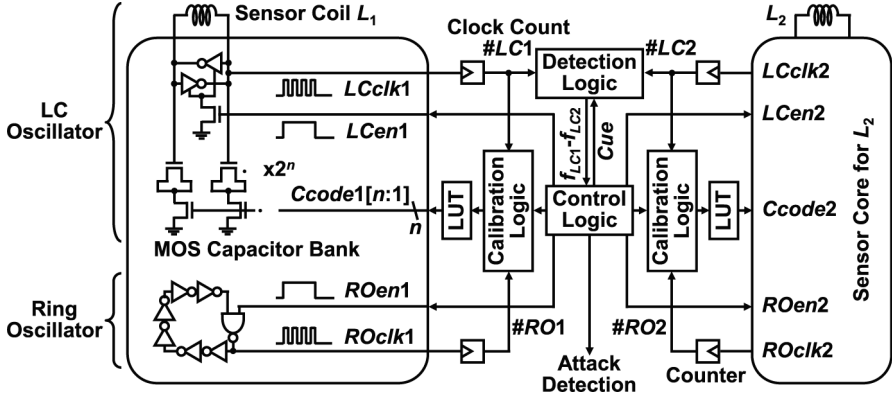 Sensor Coil L1
L2
Clock Count
#LC1
#LC2
Detection
Logic
LCclk1
LCclk2
LC
Oscillator
LCen1
LCen2
fLC1-fLC2
Cue
x2n
Ccode1[n:1]
n
LUT
Calibration
Logic
Control
Logic
Calibration
Logic
LUT
Ccode2
Sensor Core for L2
MOS Capacitor Bank
Ring
Oscillator
ROen1
ROen2
#RO1
#RO2
ROclk1
ROclk2
Attack
Detection
Counter